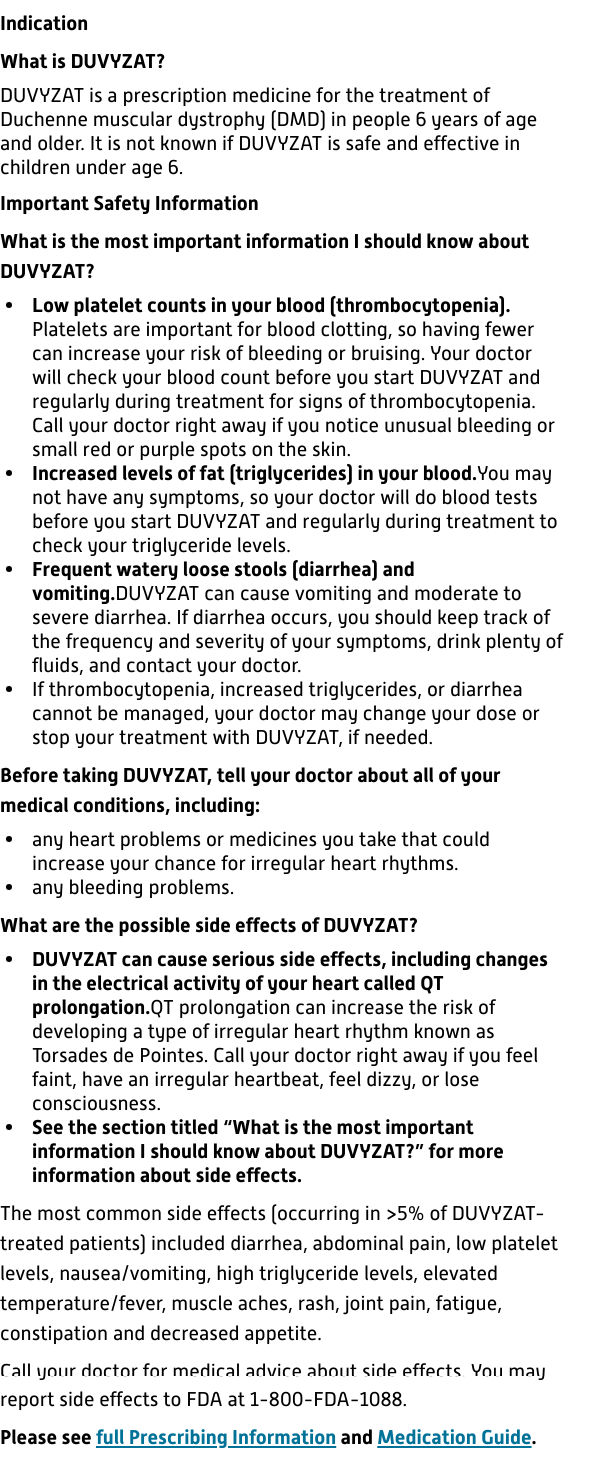 Indication
What is DUVYZAT?
DUVYZAT is a prescription medicine for the treatment of
Duchenne muscular dystrophy (DMD) in people 6 years of age
and older. It is not known if DUVYZAT is safe and effective in
children under age 6.
Important Safety Information
What is the most important information I should know about
DUVYZAT?
• Low platelet counts in your blood (thrombocytopenia).
Platelets are important for blood clotting, so having fewer
can increase your risk of bleeding or bruising. Your doctor
will check your blood count before you start DUVYZAT and
regularly during treatment for signs of thrombocytopenia.
Call your doctor right away if you notice unusual bleeding or
small red or purple spots on the skin.
• Increased levels of fat (triglycerides) in your blood.You may
not have any symptoms, so your doctor will do blood tests
before you start DUVYZAT and regularly during treatment to
check your triglyceride levels.
• Frequent watery loose stools (diarrhea) and
vomiting.DUVYZAT can cause vomiting and moderate to
severe diarrhea. If diarrhea occurs, you should keep track of
the frequency and severity of your symptoms, drink plenty of
fluids, and contact your doctor.
• If thrombocytopenia, increased triglycerides, or diarrhea
cannot be managed, your doctor may change your dose or
stop your treatment with DUVYZAT, if needed.
Before taking DUVYZAT, tell your doctor about all of your
medical conditions, including:
• any heart problems or medicines you take that could
increase your chance for irregular heart rhythms.
• any bleeding problems.
What are the possible side effects of DUVYZAT?
• DUVYZAT can cause serious side effects, including changes
in the electrical activity of your heart called QT
prolongation.QT prolongation can increase the risk of
developing a type of irregular heart rhythm known as
Torsades de Pointes. Call your doctor right away if you feel
faint, have an irregular heartbeat, feel dizzy, or lose
consciousness.
• See the section titled “What is the most important
information I should know about DUVYZAT?” for more
information about side effects.
The most common side effects (occurring in >5% of DUVYZAT-
treated patients) included diarrhea, abdominal pain, low platelet
levels, nausea/vomiting, high triglyceride levels, elevated
temperature/fever, muscle aches, rash, joint pain, fatigue,
constipation and decreased appetite.
Call your doctor for medical advice about side effects. You may
report side effects to FDA at 1-800-FDA-1088.
Please see full Prescribing Information and Medication Guide.